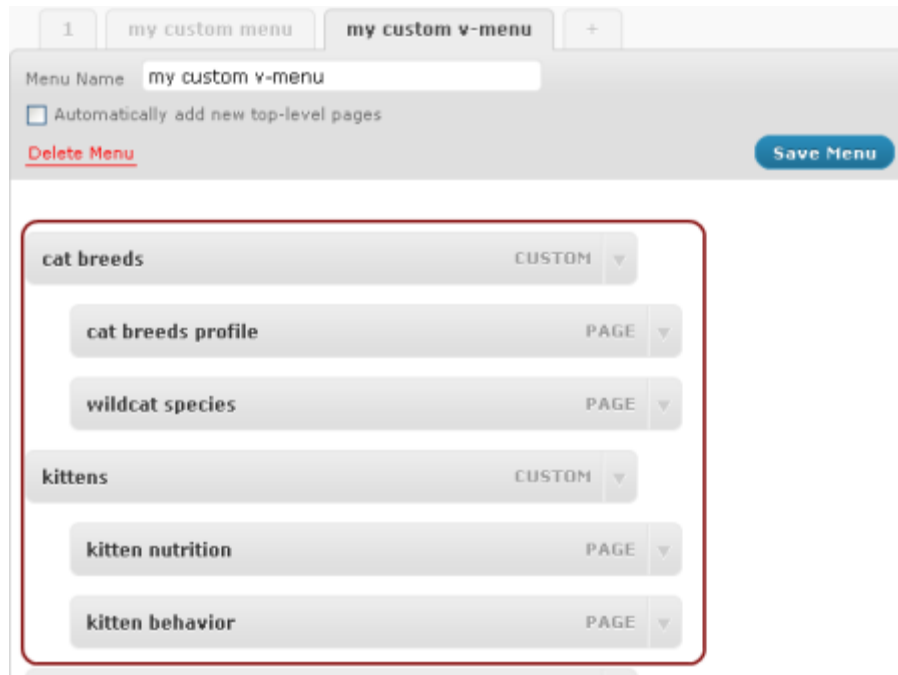 1 my custom menu my custom v-menu +
Menu Name my custom v-menu
Automatically add new top-level pages
Delete Menu Save Menu
cat breeds CUSTOM
cat breeds profile PAGE
wildcat species PAGE
kittens CUSTOM
kitten nutrition PAGE
kitten behavior PAGE